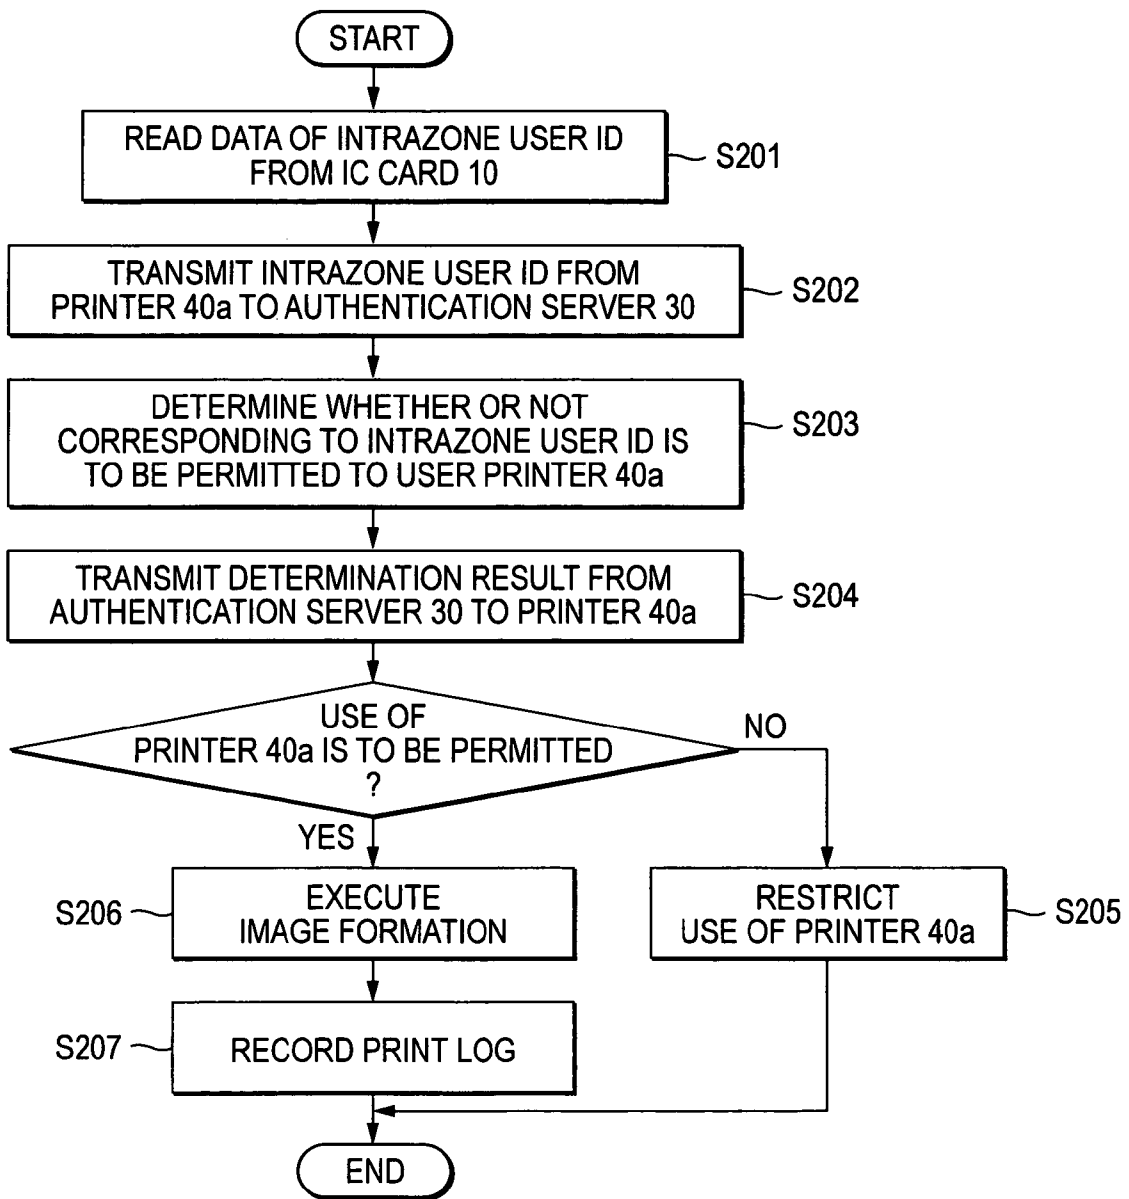 START
READ DATA OF INTRAZONE USER ID
FROM IC CARD 10
S201
TRANSMIT INTRAZONE USER ID FROM
PRINTER 40a TO AUTHENTICATION SERVER 30
S202
DETERMINE WHETHER OR NOT
CORRESPONDING TO INTRAZONE USER ID IS
TO BE PERMITTED TO USER PRINTER 40a
S203
TRANSMIT DETERMINATION RESULT FROM
AUTHENTICATION SERVER 30 TO PRINTER 40a
S204
USE OF
PRINTER 40a IS TO BE PERMITTED
?
NO
YES
EXECUTE
IMAGE FORMATION
S206
RESTRICT
USE OF PRINTER 40a
S205
S207
RECORD PRINT LOG
END